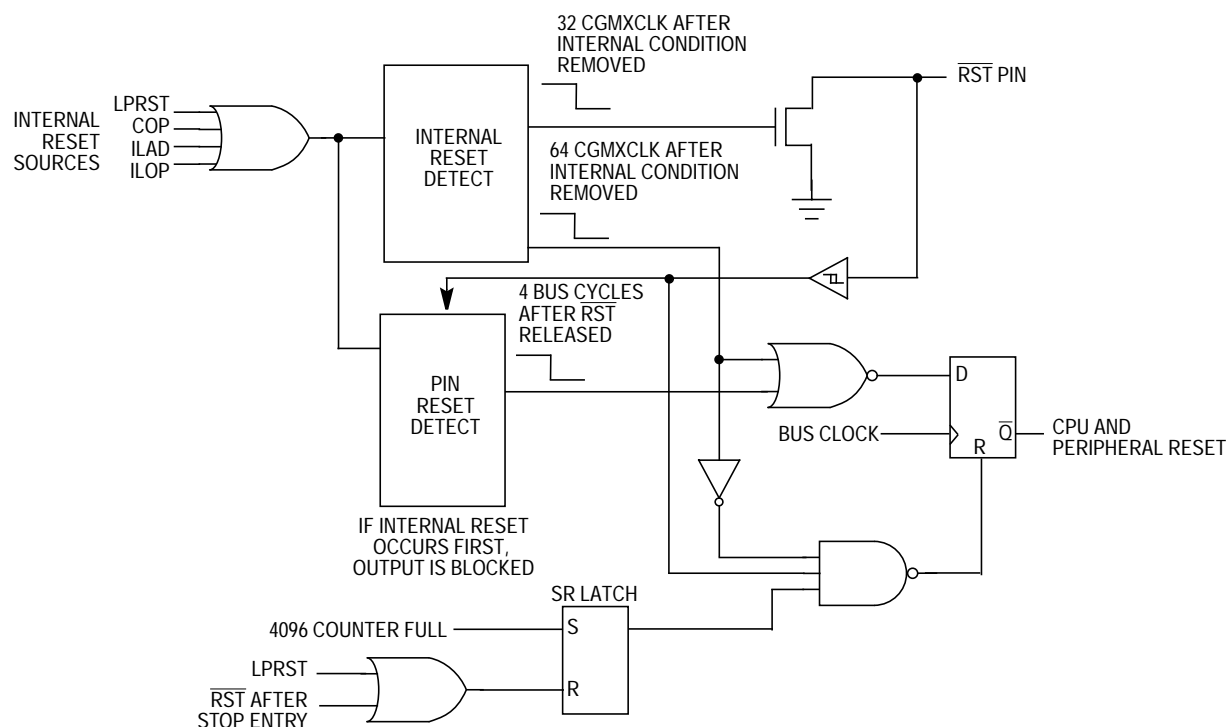 32 CGMXCLK AFTER
INTERNAL CONDITION
REMOVED
RST PIN
INTERNAL
RESET
SOURCES
LPRST
COP
ILAD
ILOP
INTERNAL
RESET
DETECT
64 CGMXCLK AFTER
INTERNAL CONDITION
REMOVED
4 BUS CYCLES
AFTER RST
RELEASED
PIN
RESET
DETECT
D
BUS CLOCK
Q
R
CPU AND
PERIPHERAL RESET
IF INTERNAL RESET
OCCURS FIRST,
OUTPUT IS BLOCKED
SR LATCH
4096 COUNTER FULL
S
R
LPRST
RST AFTER
STOP ENTRY